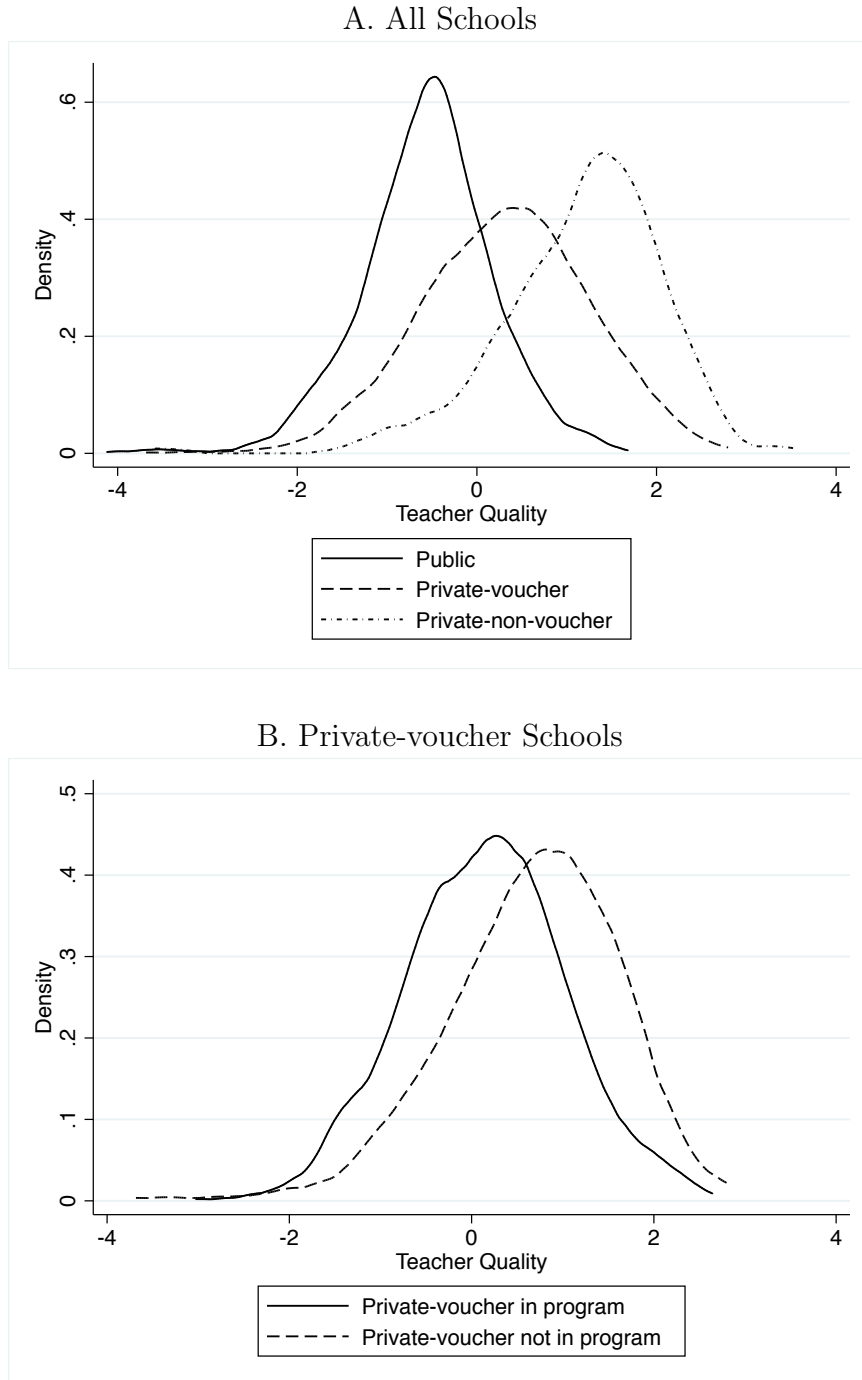 A. All Schools
.6
.4
.2
0
Density
-4 -2 0 2 4
Teacher Quality
Public
Private-voucher
Private-non-voucher
B. Private-voucher Schools
.5
.4
.3
.2
.1
0
Density
-4 -2 0 2 4
Teacher Quality
Private-voucher in program
Private-voucher not in program